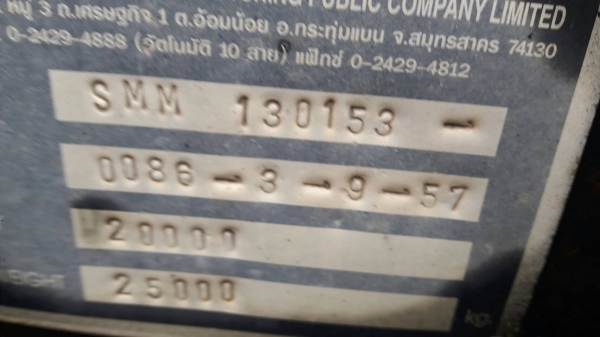 RING PUBLIC COMPANY LIMITED
หมู่ 3 ถ.เศรษฐกิจ 1 ต.อ้อมน้อย อ.กระทุ่มแบน จ.สมุทรสาคร 74130
0-2429-4888 (อัตโนมัติ 10 สาย) แฟ็กซ์ 0-2429-4812
SMM 130153 -
0086 - 3 - 9 - 57
20000
25000
kg.